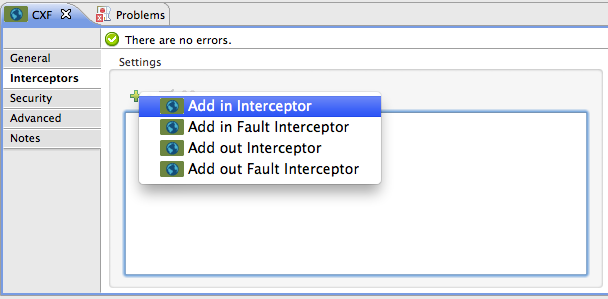 CXF Problems
There are no errors.
General
Interceptors
Security
Advanced
Notes
Settings
Add in Interceptor
Add in Fault Interceptor
Add out Interceptor
Add out Fault Interceptor